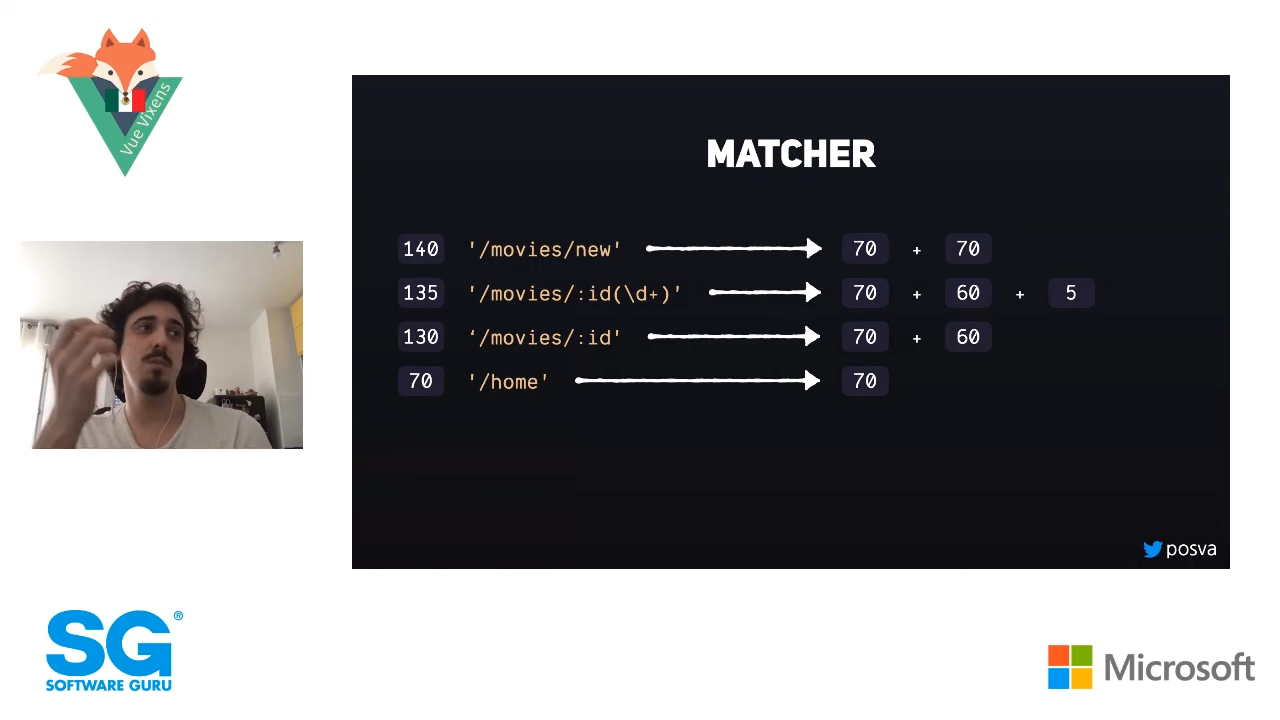 Vue Vixens
MATCHER
140 '/movies/new' 70 + 70
135 '/movies/:id(\d+)' 70 + 60 + 5
130 ‘/movies/:id' 70 + 60
70 '/home' 70
posva
SG®
SOFTWARE GURU
Microsoft